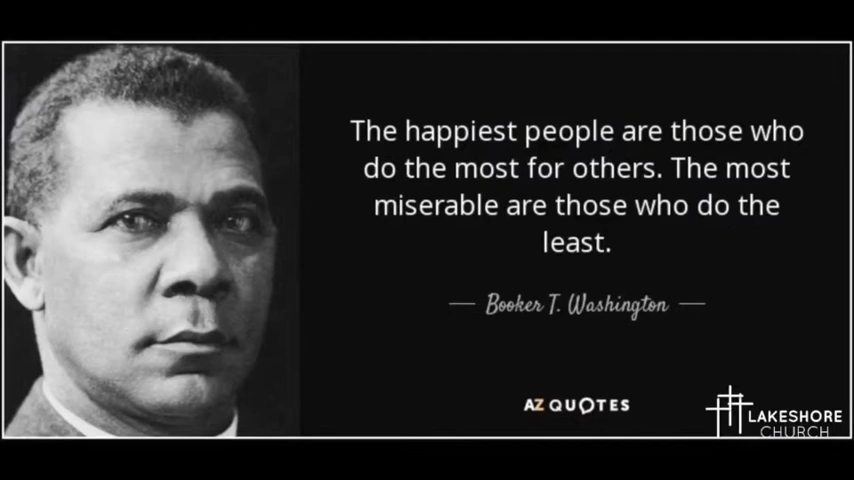 The happiest people are those who
do the most for others. The most
miserable are those who do the
least.
Booker T. Washington
AZ QUOTES
LAKESHORE
CHURCH